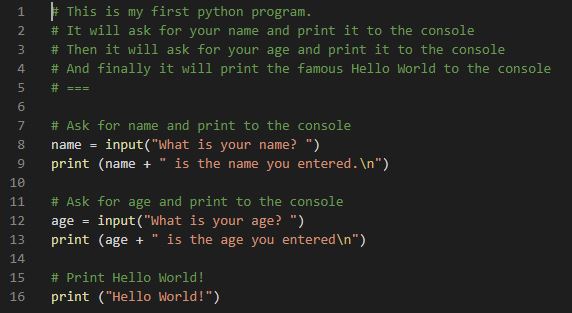 1 # This is my first python program.
2 # It will ask for your name and print it to the console
3 # Then it will ask for your age and print it to the console
4 # And finally it will print the famous Hello World to the console
5 # ===
6
7 # Ask for name and print to the console
8 name = input("What is your name? ")
9 print (name + " is the name you entered.\n")
10
11 # Ask for age and print to the console
12 age = input("What is your age? ")
13 print (age + " is the age you entered\n")
14
15 # Print Hello World!
16 print ("Hello World!")